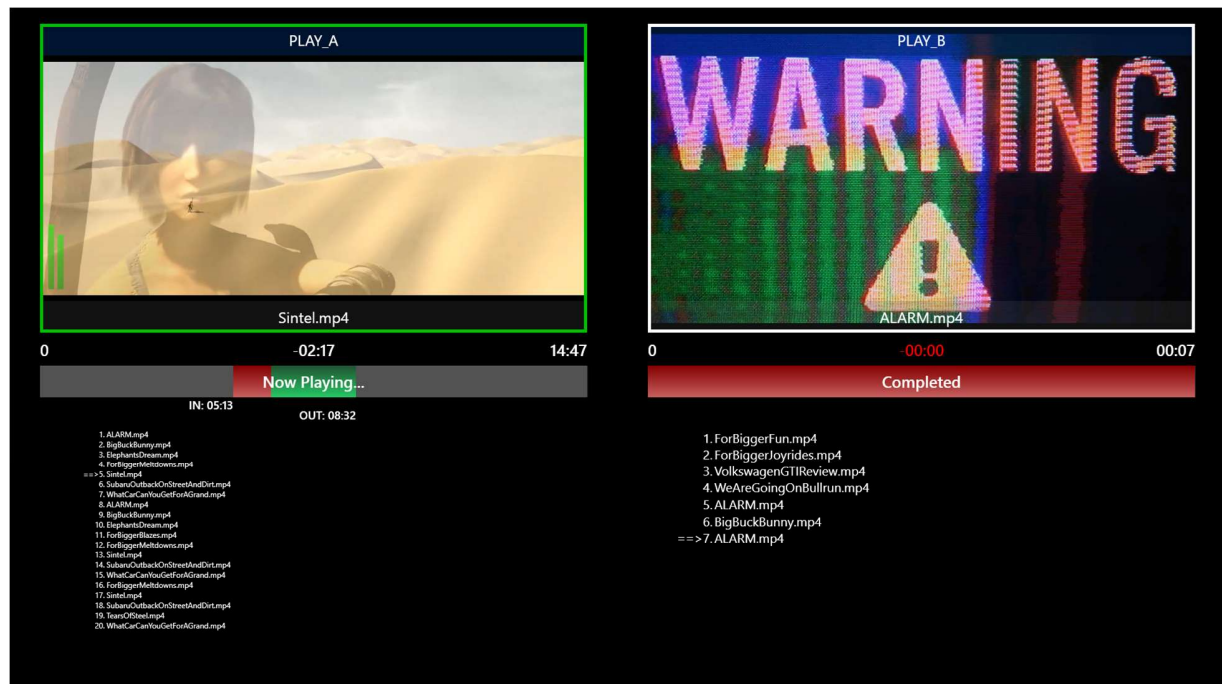 PLAY_A
Sintel.mp4
0 -02:17 14:47
Now Playing...
IN: 05:13
OUT: 08:32
1. ALARM.mp4
2. BigBuckBunny.mp4
3. ElephantsDream.mp4
4. ForBiggerMeltdowns.mp4
==>5. Sintel.mp4
6. SubaruOutbackOnStreetAndDirt.mp4
7. WhatCarCanYouGetForAGrand.mp4
8. ALARM.mp4
9. BigBuckBunny.mp4
10. ElephantsDream.mp4
11. ForBiggerBlazes.mp4
12. ForBiggerMeltdowns.mp4
13. Sintel.mp4
14. SubaruOutbackOnStreetAndDirt.mp4
15. WhatCarCanYouGetForAGrand.mp4
16. ForBiggerMeltdowns.mp4
17. Sintel.mp4
18. SubaruOutbackOnStreetAndDirt.mp4
19. TearsOfSteel.mp4
20. WhatCarCanYouGetForAGrand.mp4
PLAY_B
WARNING
!
ALARM.mp4
0 -00:00 00:07
Completed
1. ForBiggerFun.mp4
2. ForBiggerJoyrides.mp4
3. VolkswagenGTIReview.mp4
4. WeAreGoingOnBullrun.mp4
5. ALARM.mp4
6. BigBuckBunny.mp4
==>7. ALARM.mp4